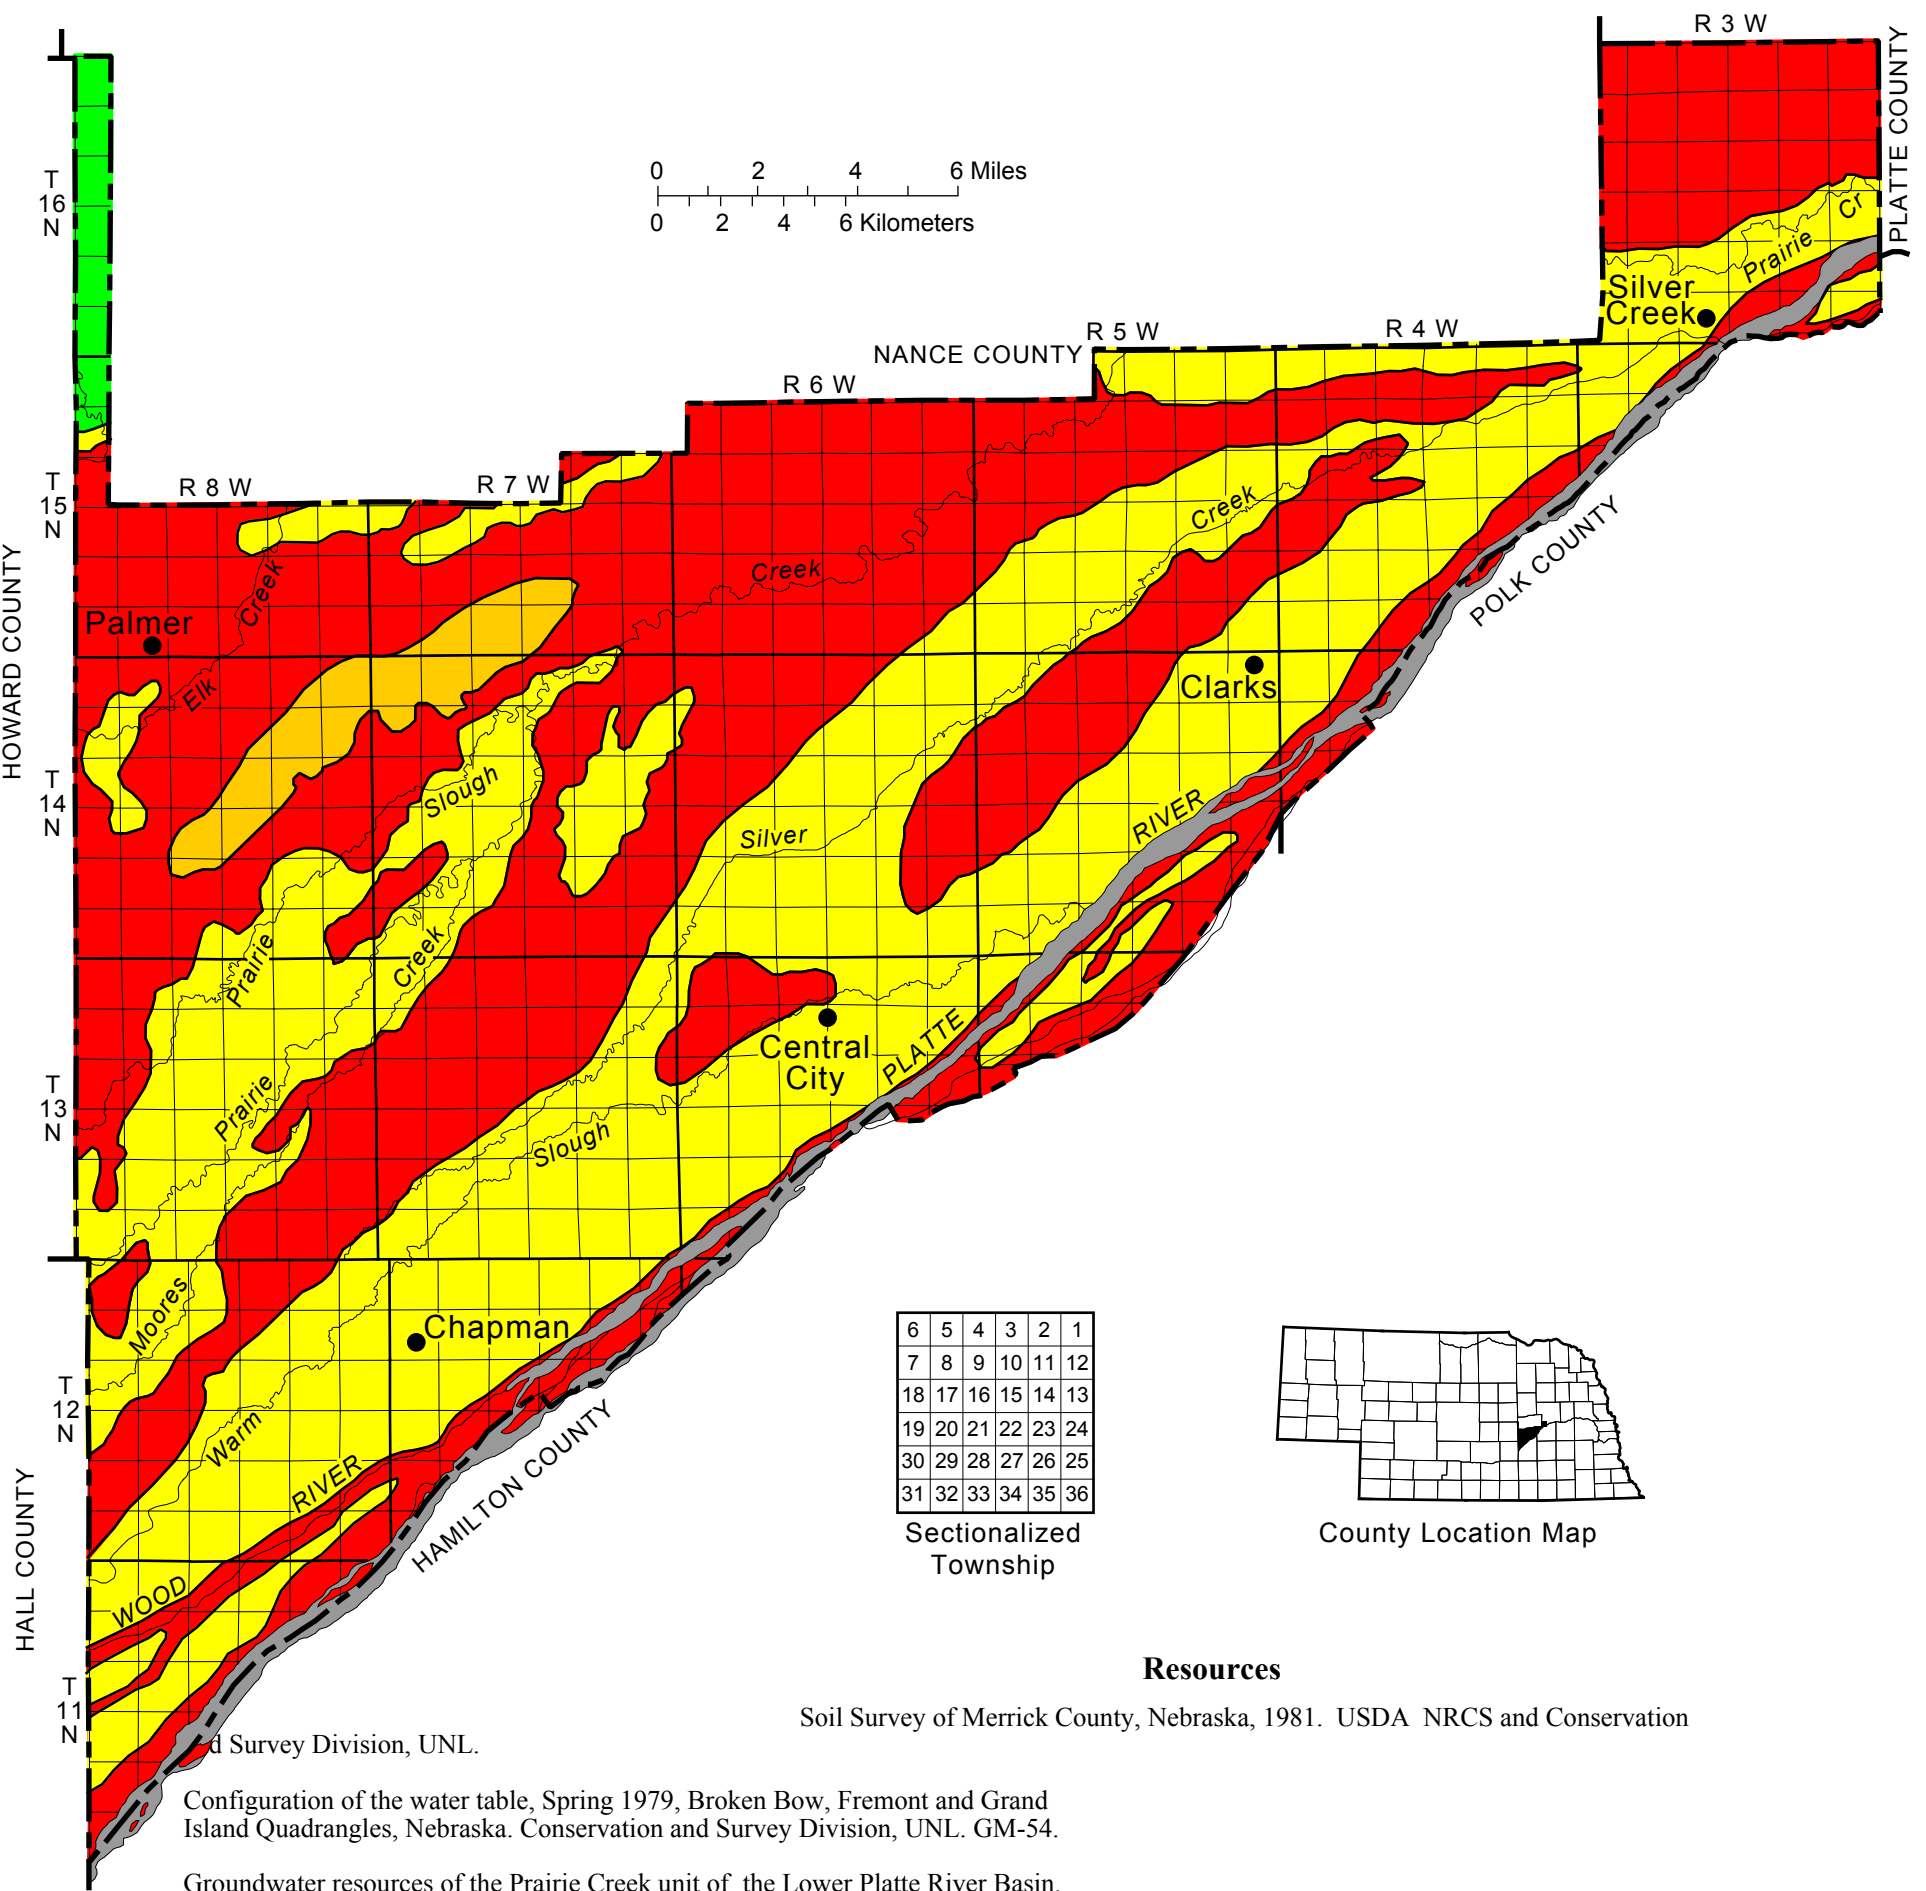 R 3 W
PLATTE COUNTY
T
16
N
0 2 4 6 Miles
0 2 4 6 Kilometers
Cr
Prairie
Silver
Creek
R 5 W
R 4 W
NANCE COUNTY
R 6 W
R 8 W
R 7 W
T
15
N
Creek
POLK COUNTY
HOWARD COUNTY
Creek
Creek
Palmer
Elk
Clarks
T
14
N
Slough
Silver
RIVER
Prairie
Creek
PLATTE
Central
City
T
13
N
Prairie
Slough
Moores
Chapman
T
12
N
Warm
RIVER
HAMILTON COUNTY
HALL COUNTY
WOOD
T
11
N
6 5 4 3 2 1
7 8 9 10 11 12
18 17 16 15 14 13
19 20 21 22 23 24
30 29 28 27 26 25
31 32 33 34 35 36
Sectionalized
Township
County Location Map
Resources
Soil Survey of Merrick County, Nebraska, 1981. USDA NRCS and Conservation
d Survey Division, UNL.
Configuration of the water table, Spring 1979, Broken Bow, Fremont and Grand
Island Quadrangles, Nebraska. Conservation and Survey Division, UNL. GM-54.
Groundwater resources of the Prairie Creek unit of the Lower Platte River Basin,